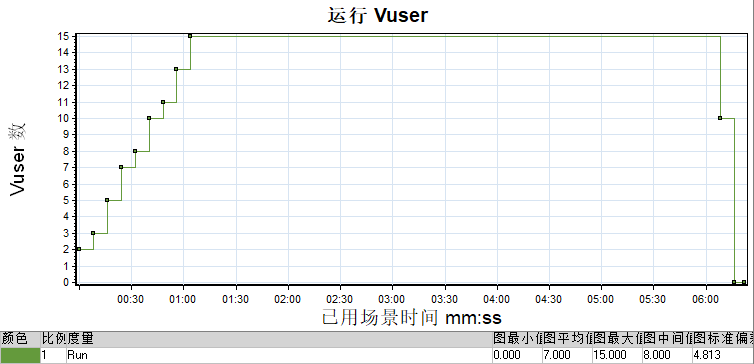 运行 Vuser
15
14
13
12
11
10
9
8
7
6
5
4
3
2
1
0
Vuser 数
00:30 01:00 01:30 02:00 02:30 03:00 03:30 04:00 04:30 05:00 05:30 06:00
已用场景时间 mm:ss
颜色 比例 度量 图最小值 图平均值 图最大值 图中间值 图标准偏差
1 Run 0.000 7.000 15.000 8.000 4.813